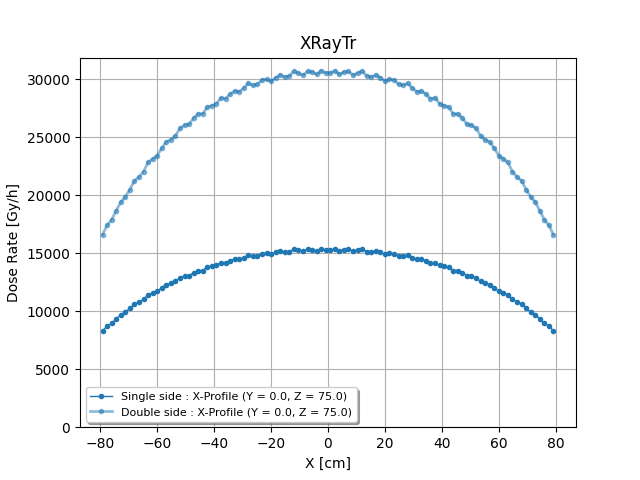 XRayTr
30000
25000
20000
15000
10000
5000
0
Dose Rate [Gy/h]
Single side : X-Profile (Y = 0.0, Z = 75.0)
Double side : X-Profile (Y = 0.0, Z = 75.0)
−80 −60 −40 −20 0 20 40 60 80
X [cm]